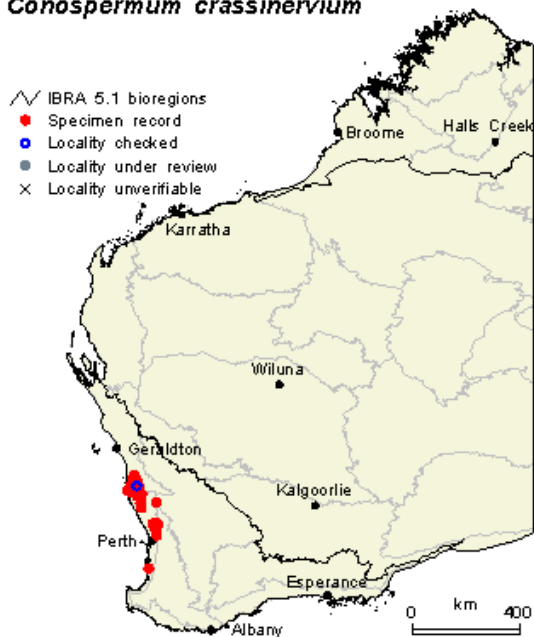 Conospermum crassinervium
IBRA 5.1 bioregions
Specimen record
Locality checked
Locality under review
Locality unverifiable
Broome
Halls Creek
Karratha
Wiluna
Geraldton
Kalgoorlie
Perth
Esperance
Albany
km
0 400